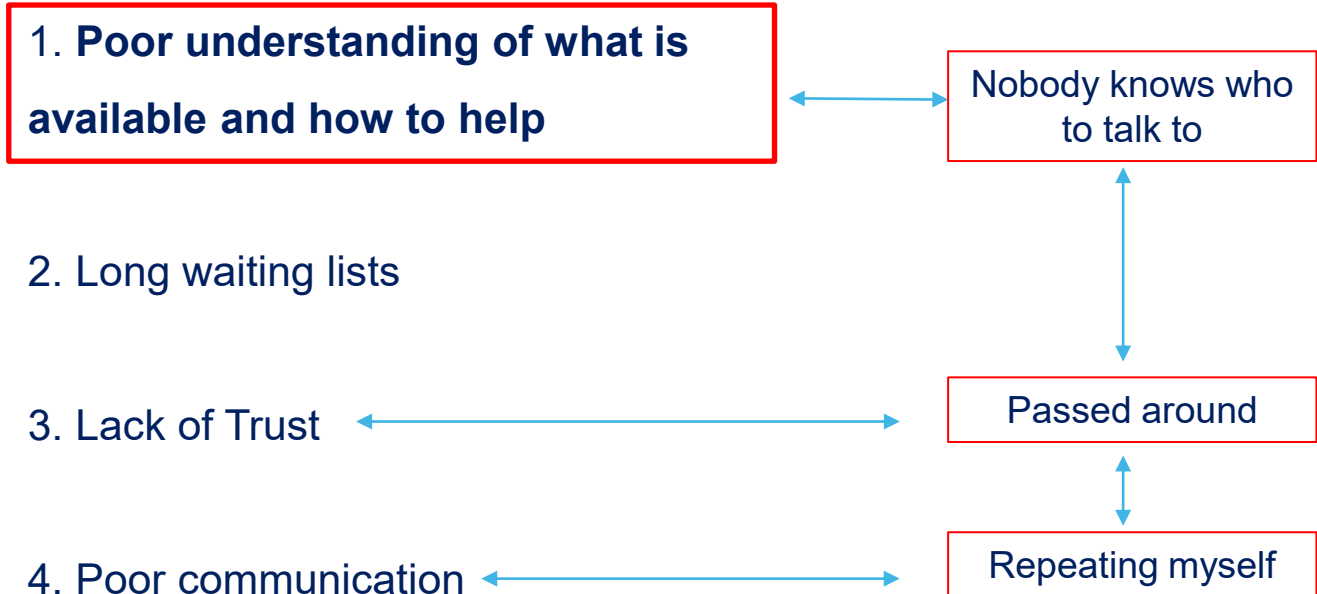 1. Poor understanding of what is
available and how to help
Nobody knows who
to talk to
2. Long waiting lists
3. Lack of Trust
Passed around
4. Poor communication
Repeating myself